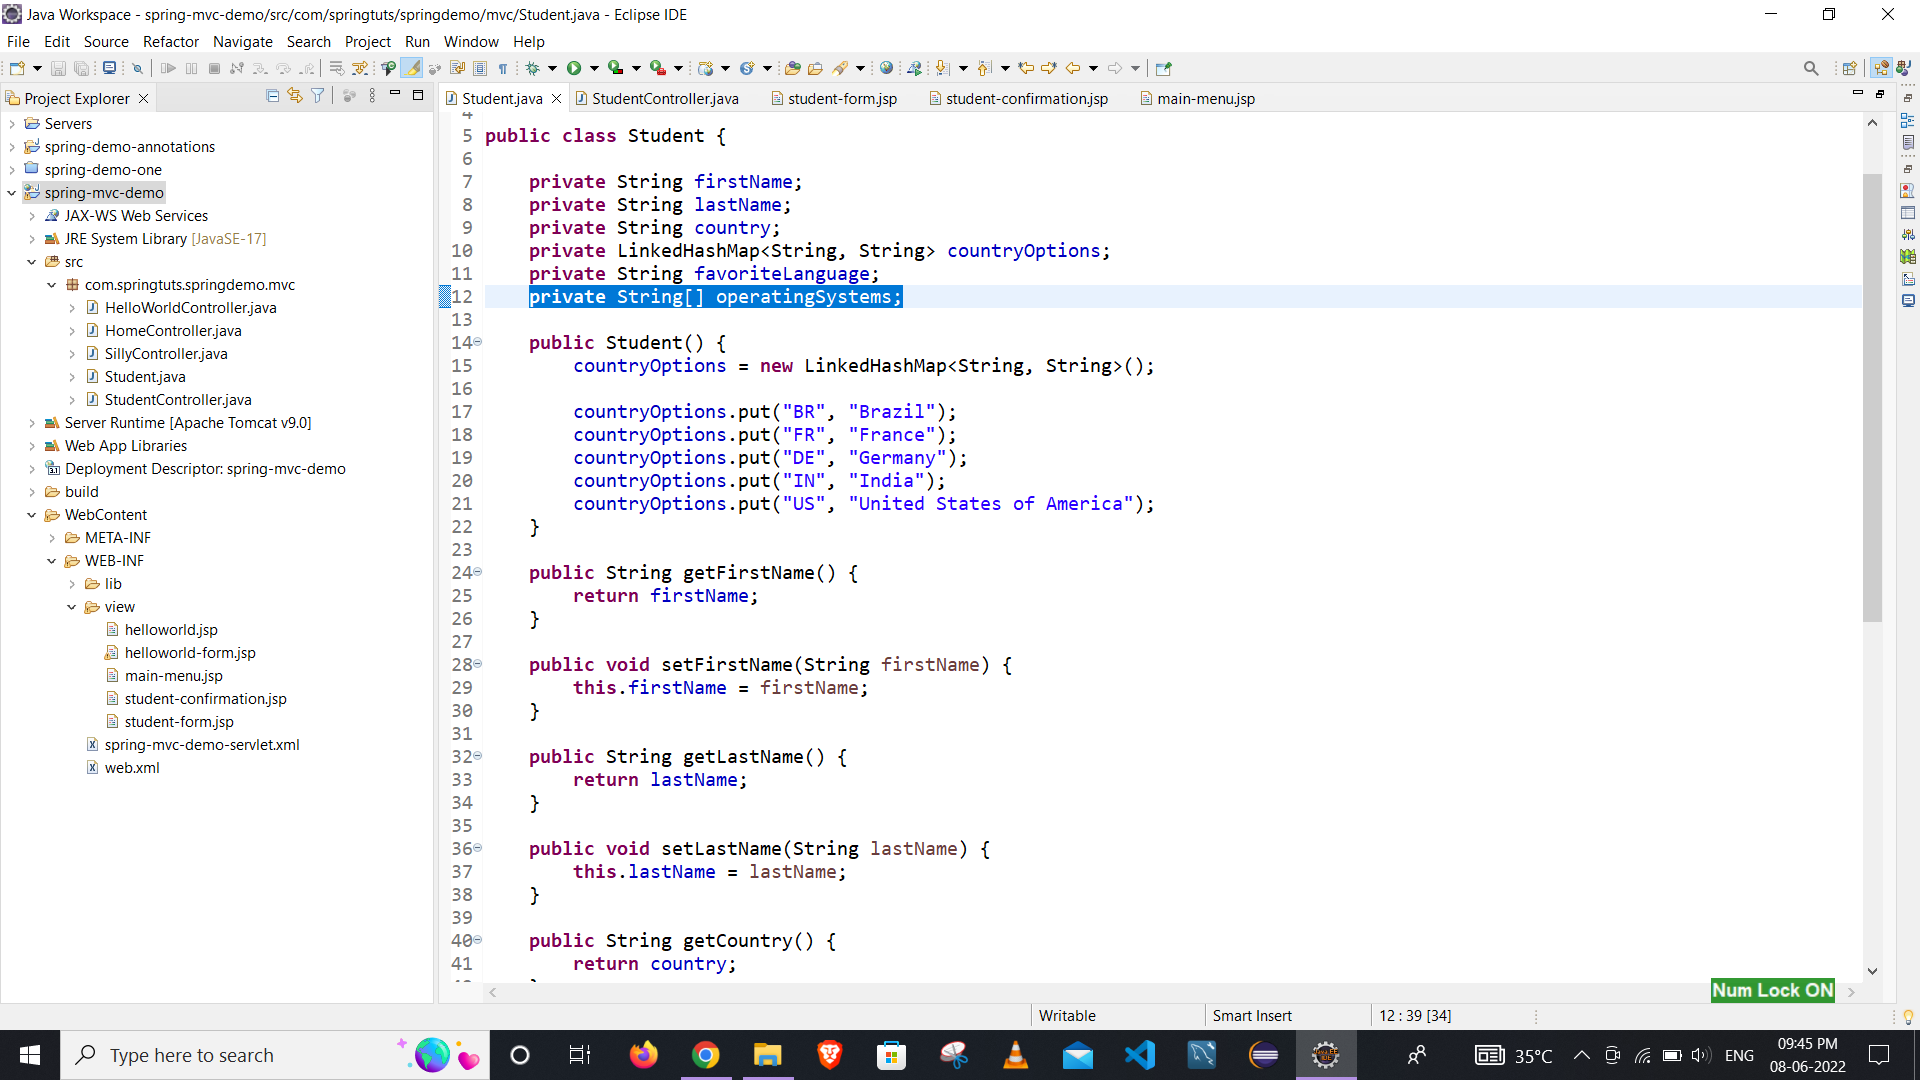 Java Workspace - spring-mvc-demo/src/com/springtuts/springdemo/mvc/Student.java - Eclipse IDE
File Edit Source Refactor Navigate Search Project Run Window Help
Project Explorer
Servers
spring-demo-annotations
spring-demo-one
spring-mvc-demo
JAX-WS Web Services
JRE System Library [JavaSE-17]
src
com.springtuts.springdemo.mvc
HelloWorldController.java
HomeController.java
SillyController.java
Student.java
StudentController.java
Server Runtime [Apache Tomcat v9.0]
Web App Libraries
Deployment Descriptor: spring-mvc-demo
build
WebContent
META-INF
WEB-INF
lib
view
helloworld.jsp
helloworld-form.jsp
main-menu.jsp
student-confirmation.jsp
student-form.jsp
spring-mvc-demo-servlet.xml
web.xml
Student.java StudentController.java student-form.jsp student-confirmation.jsp main-menu.jsp
4
5 public class Student {
6
7 private String firstName;
8 private String lastName;
9 private String country;
10 private LinkedHashMap<String, String> countryOptions;
11 private String favoriteLanguage;
12 private String[] operatingSystems;
13
14 public Student() {
15 countryOptions = new LinkedHashMap<String, String>();
16
17 countryOptions.put("BR", "Brazil");
18 countryOptions.put("FR", "France");
19 countryOptions.put("DE", "Germany");
20 countryOptions.put("IN", "India");
21 countryOptions.put("US", "United States of America");
22 }
23
24 public String getFirstName() {
25 return firstName;
26 }
27
28 public void setFirstName(String firstName) {
29 this.firstName = firstName;
30 }
31
32 public String getLastName() {
33 return lastName;
34 }
35
36 public void setLastName(String lastName) {
37 this.lastName = lastName;
38 }
39
40 public String getCountry() {
41 return country;
Num Lock ON
Writable Smart Insert 12 : 39 [34]
Type here to search
35°C ENG 09:45 PM
08-06-2022